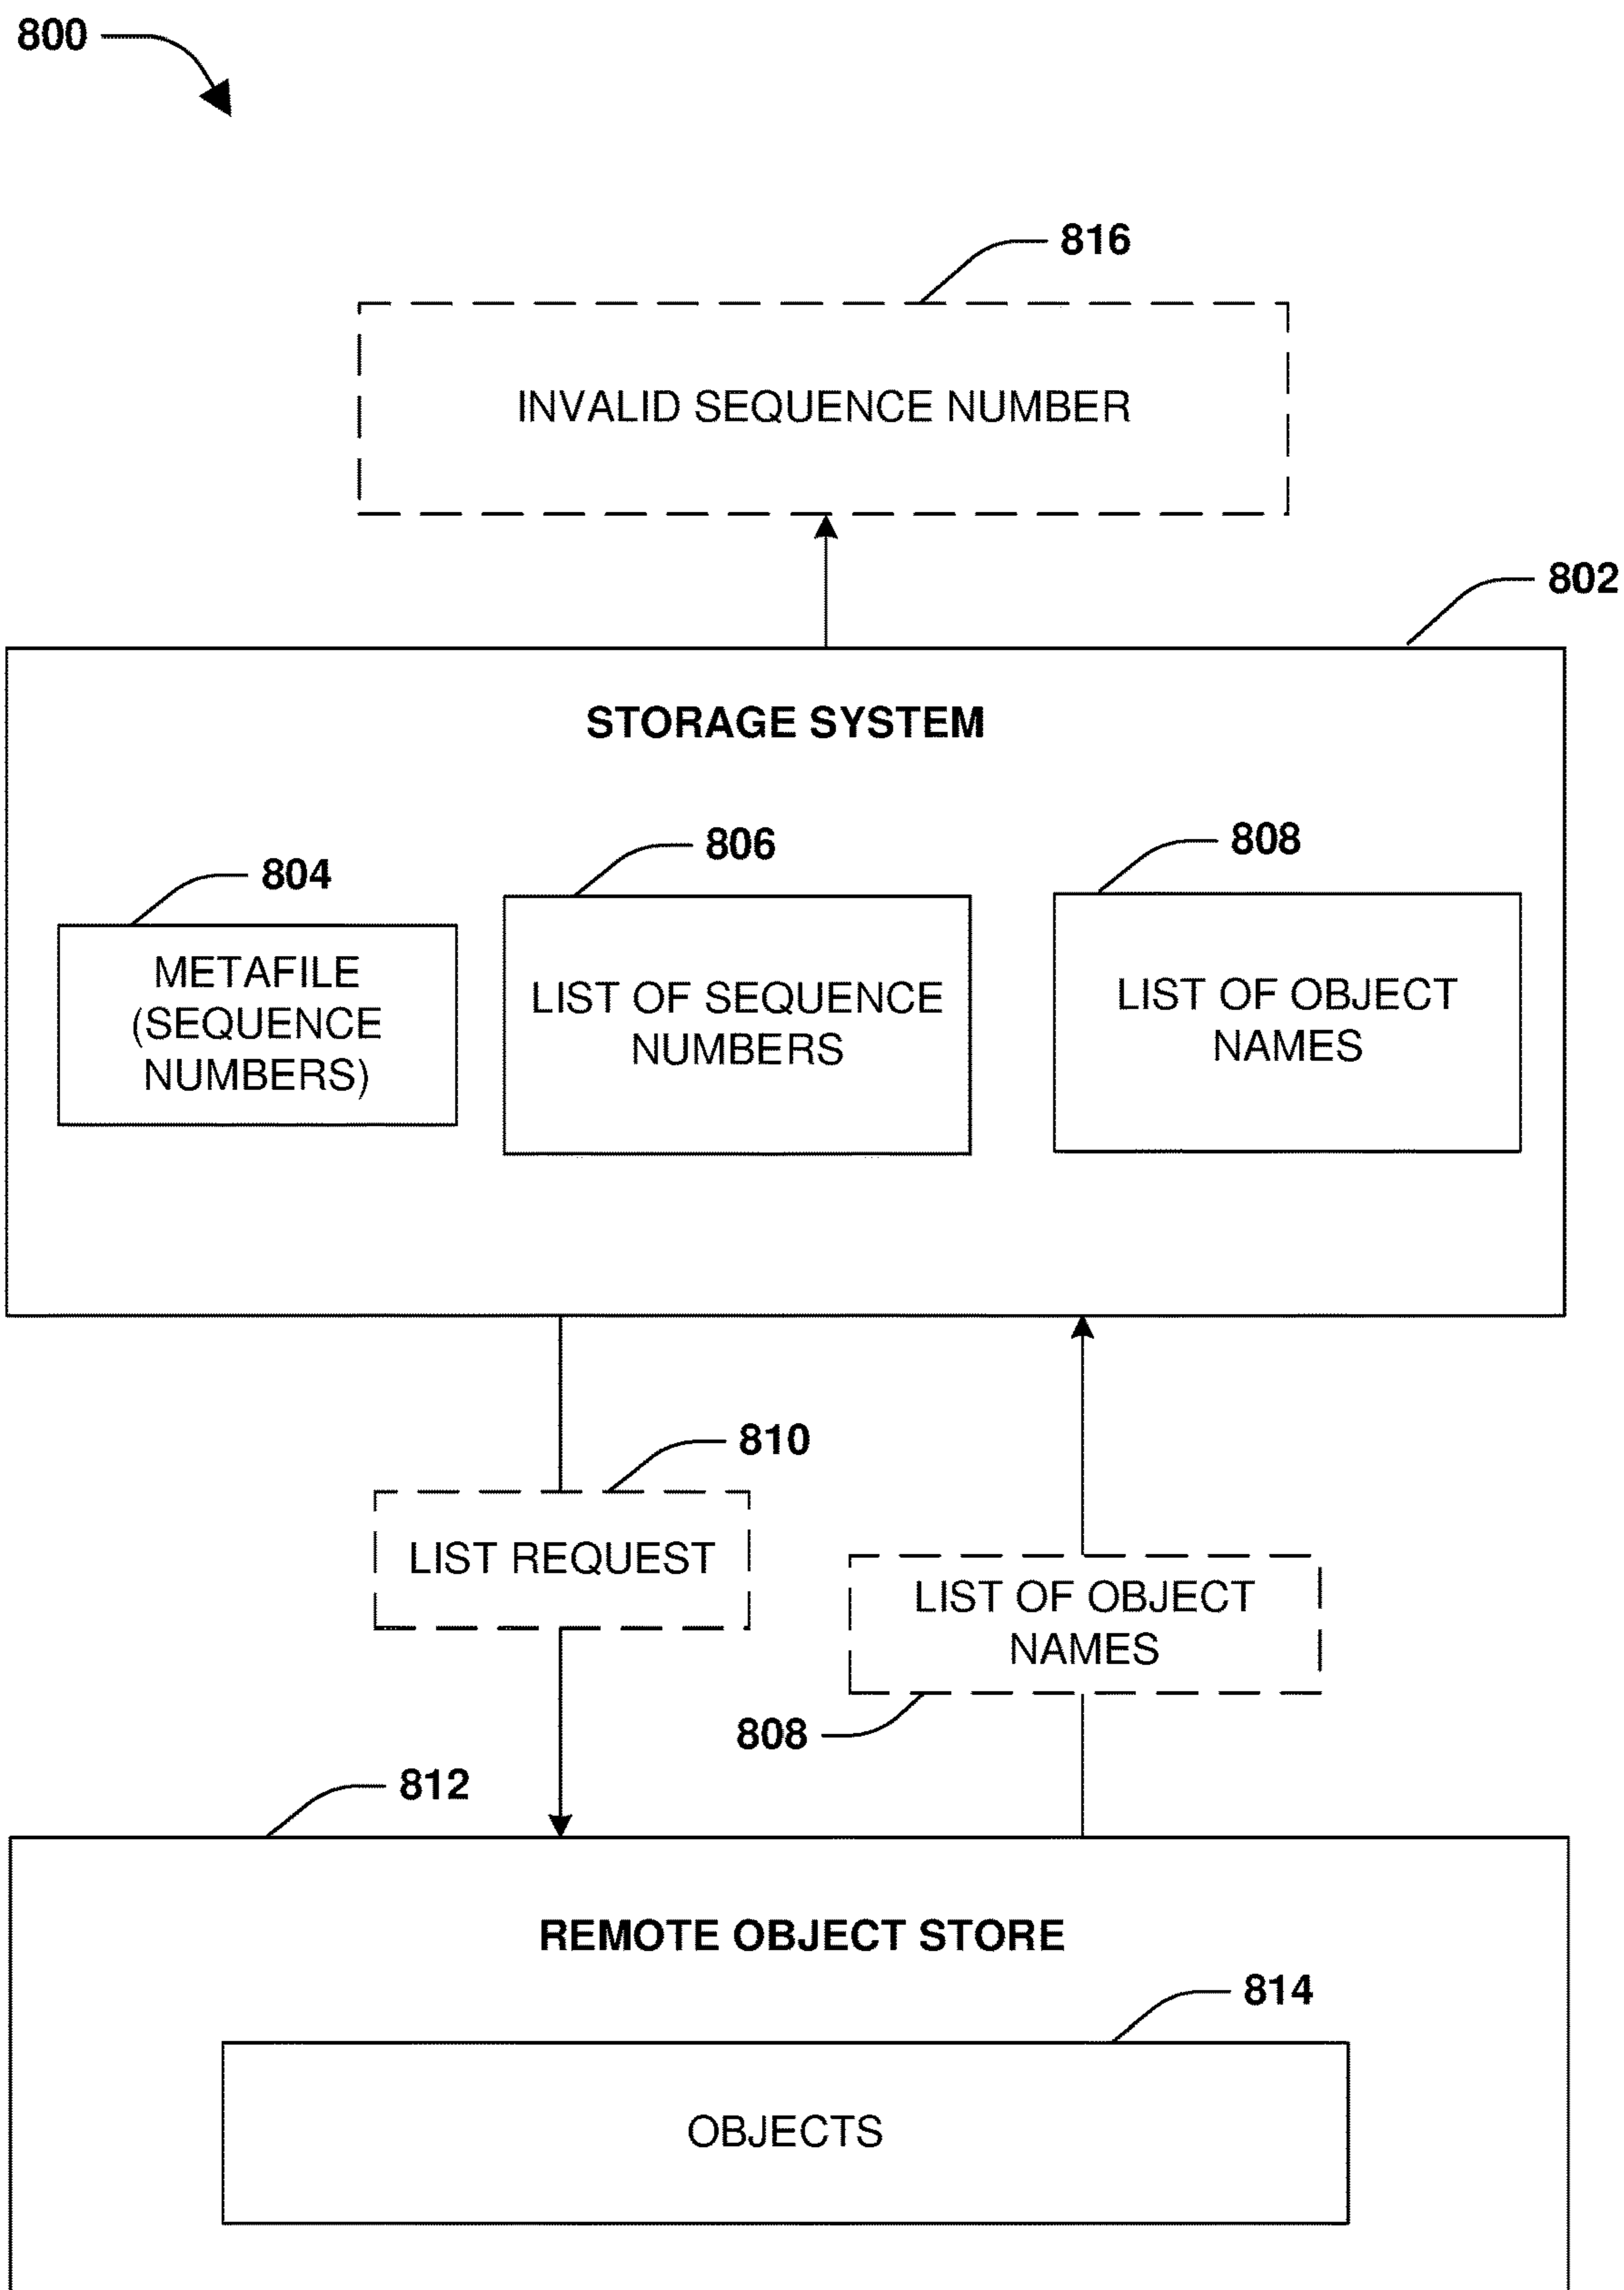 800
816
INVALID SEQUENCE NUMBER
802
STORAGE SYSTEM
804
METAFILE
(SEQUENCE
NUMBERS)
806
LIST OF SEQUENCE
NUMBERS
808
LIST OF OBJECT
NAMES
810
LIST REQUEST
LIST OF OBJECT
NAMES
808
812
REMOTE OBJECT STORE
814
OBJECTS